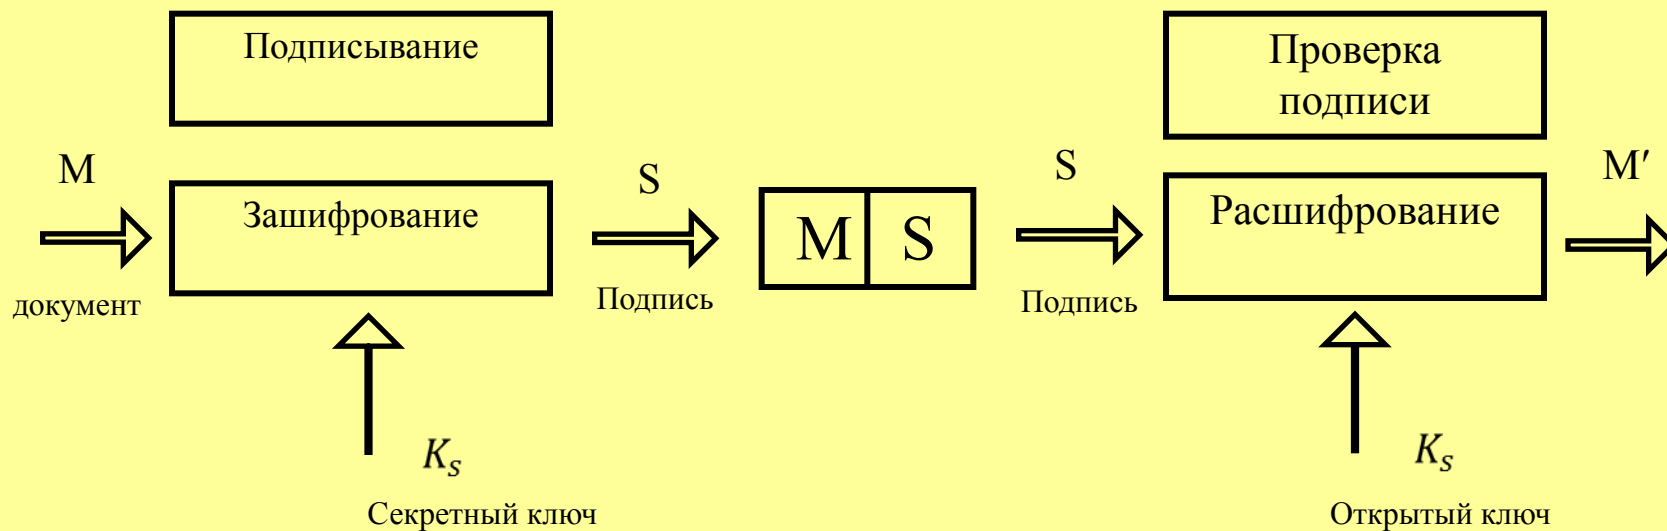 Подписывание
Проверка
подписи
M
Зашифрование
S
M S
S
Расшифрование
M′
документ
Подпись
Подпись
K_s
Секретный ключ
K_s
Открытый ключ